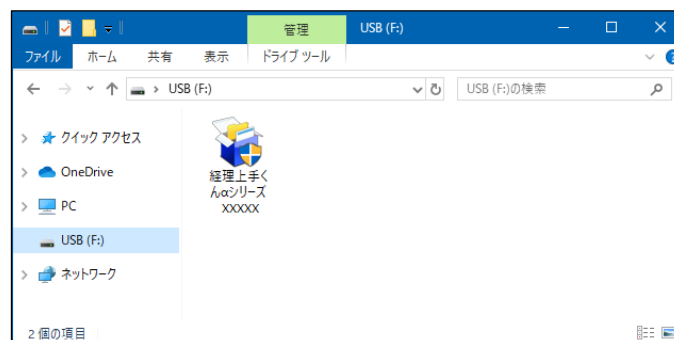 管理
USB (F:)
ファイル
ホーム
共有
表示
ドライブ ツール
USB (F:)
USB (F:)の検索
クイック アクセス
OneDrive
PC
USB (F:)
ネットワーク
経理上手く
んαシリーズ
XXXXX
2 個の項目